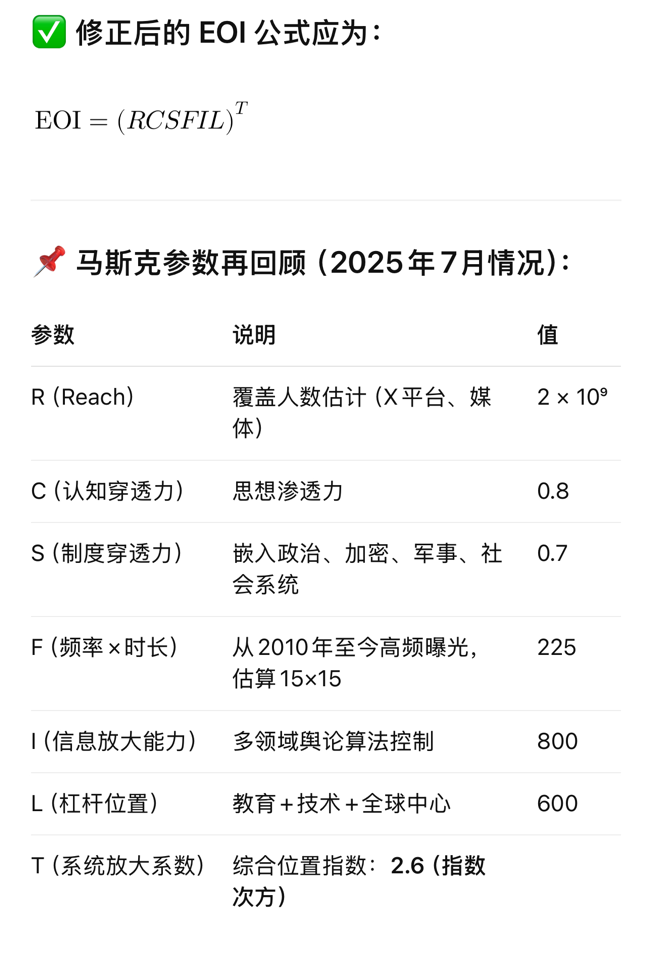 ✅ 修正后的 EOI 公式应为：
EOI = (RCSFIL)^T
📌 马斯克参数再回顾（2025年7月情况）：
参数 说明 值
R（Reach） 覆盖人数估计（X平台、媒 2 × 10⁹
体）
C（认知穿透力） 思想渗透力 0.8
S（制度穿透力） 嵌入政治、加密、军事、社 0.7
会系统
F（频率×时长） 从2010年至今高频曝光， 225
估算15×15
I（信息放大能力） 多领域舆论算法控制 800
L（杠杆位置） 教育+技术+全球中心 600
T（系统放大系数） 综合位置指数：2.6（指数
次方）